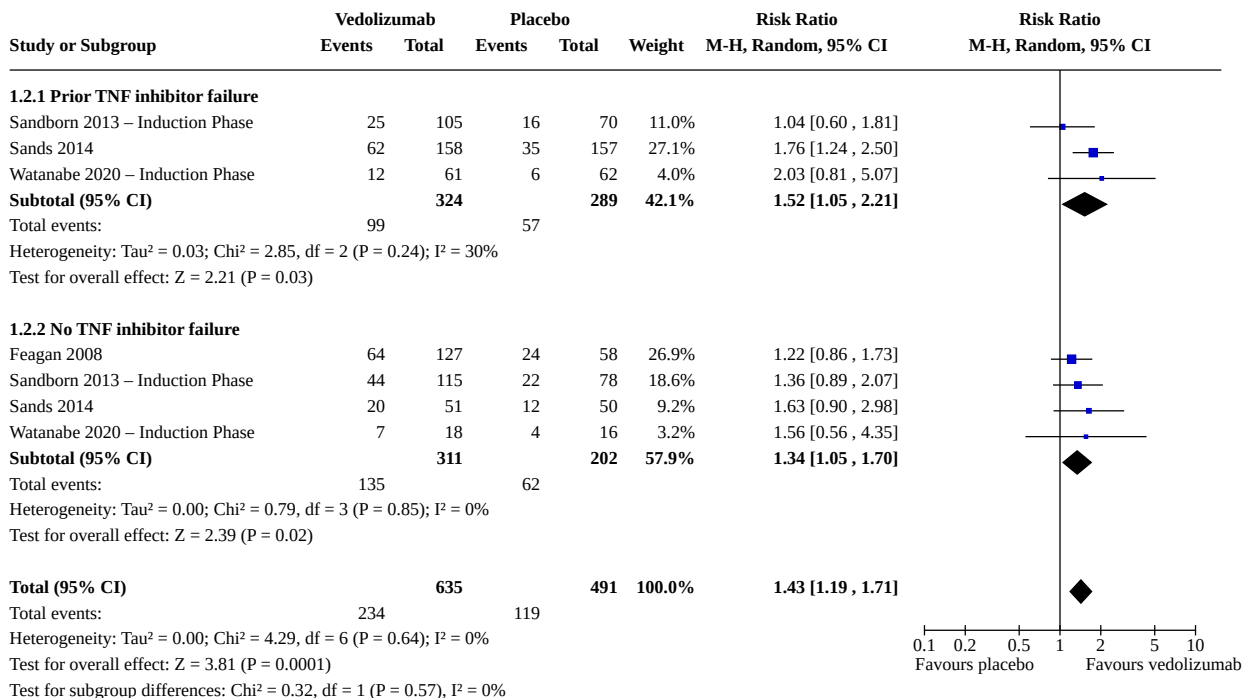 Vedolizumab Placebo Risk Ratio Risk Ratio
Study or Subgroup Events Total Events Total Weight M-H, Random, 95% CI M-H, Random, 95% CI
1.2.1 Prior TNF inhibitor failure
Sandborn 2013 – Induction Phase 25 105 16 70 11.0% 1.04 [0.60 , 1.81]
Sands 2014 62 158 35 157 27.1% 1.76 [1.24 , 2.50]
Watanabe 2020 – Induction Phase 12 61 6 62 4.0% 2.03 [0.81 , 5.07]
Subtotal (95% CI) 324 289 42.1% 1.52 [1.05 , 2.21]
Total events: 99 57
Heterogeneity: Tau² = 0.03; Chi² = 2.85, df = 2 (P = 0.24); I² = 30%
Test for overall effect: Z = 2.21 (P = 0.03)
1.2.2 No TNF inhibitor failure
Feagan 2008 64 127 24 58 26.9% 1.22 [0.86 , 1.73]
Sandborn 2013 – Induction Phase 44 115 22 78 18.6% 1.36 [0.89 , 2.07]
Sands 2014 20 51 12 50 9.2% 1.63 [0.90 , 2.98]
Watanabe 2020 – Induction Phase 7 18 4 16 3.2% 1.56 [0.56 , 4.35]
Subtotal (95% CI) 311 202 57.9% 1.34 [1.05 , 1.70]
Total events: 135 62
Heterogeneity: Tau² = 0.00; Chi² = 0.79, df = 3 (P = 0.85); I² = 0%
Test for overall effect: Z = 2.39 (P = 0.02)
Total (95% CI) 635 491 100.0% 1.43 [1.19 , 1.71]
Total events: 234 119
Heterogeneity: Tau² = 0.00; Chi² = 4.29, df = 6 (P = 0.64); I² = 0%
0.1 0.2 0.5 1 2 5 10
Test for overall effect: Z = 3.81 (P = 0.0001) Favours placebo Favours vedolizumab
Test for subgroup differences: Chi² = 0.32, df = 1 (P = 0.57), I² = 0%